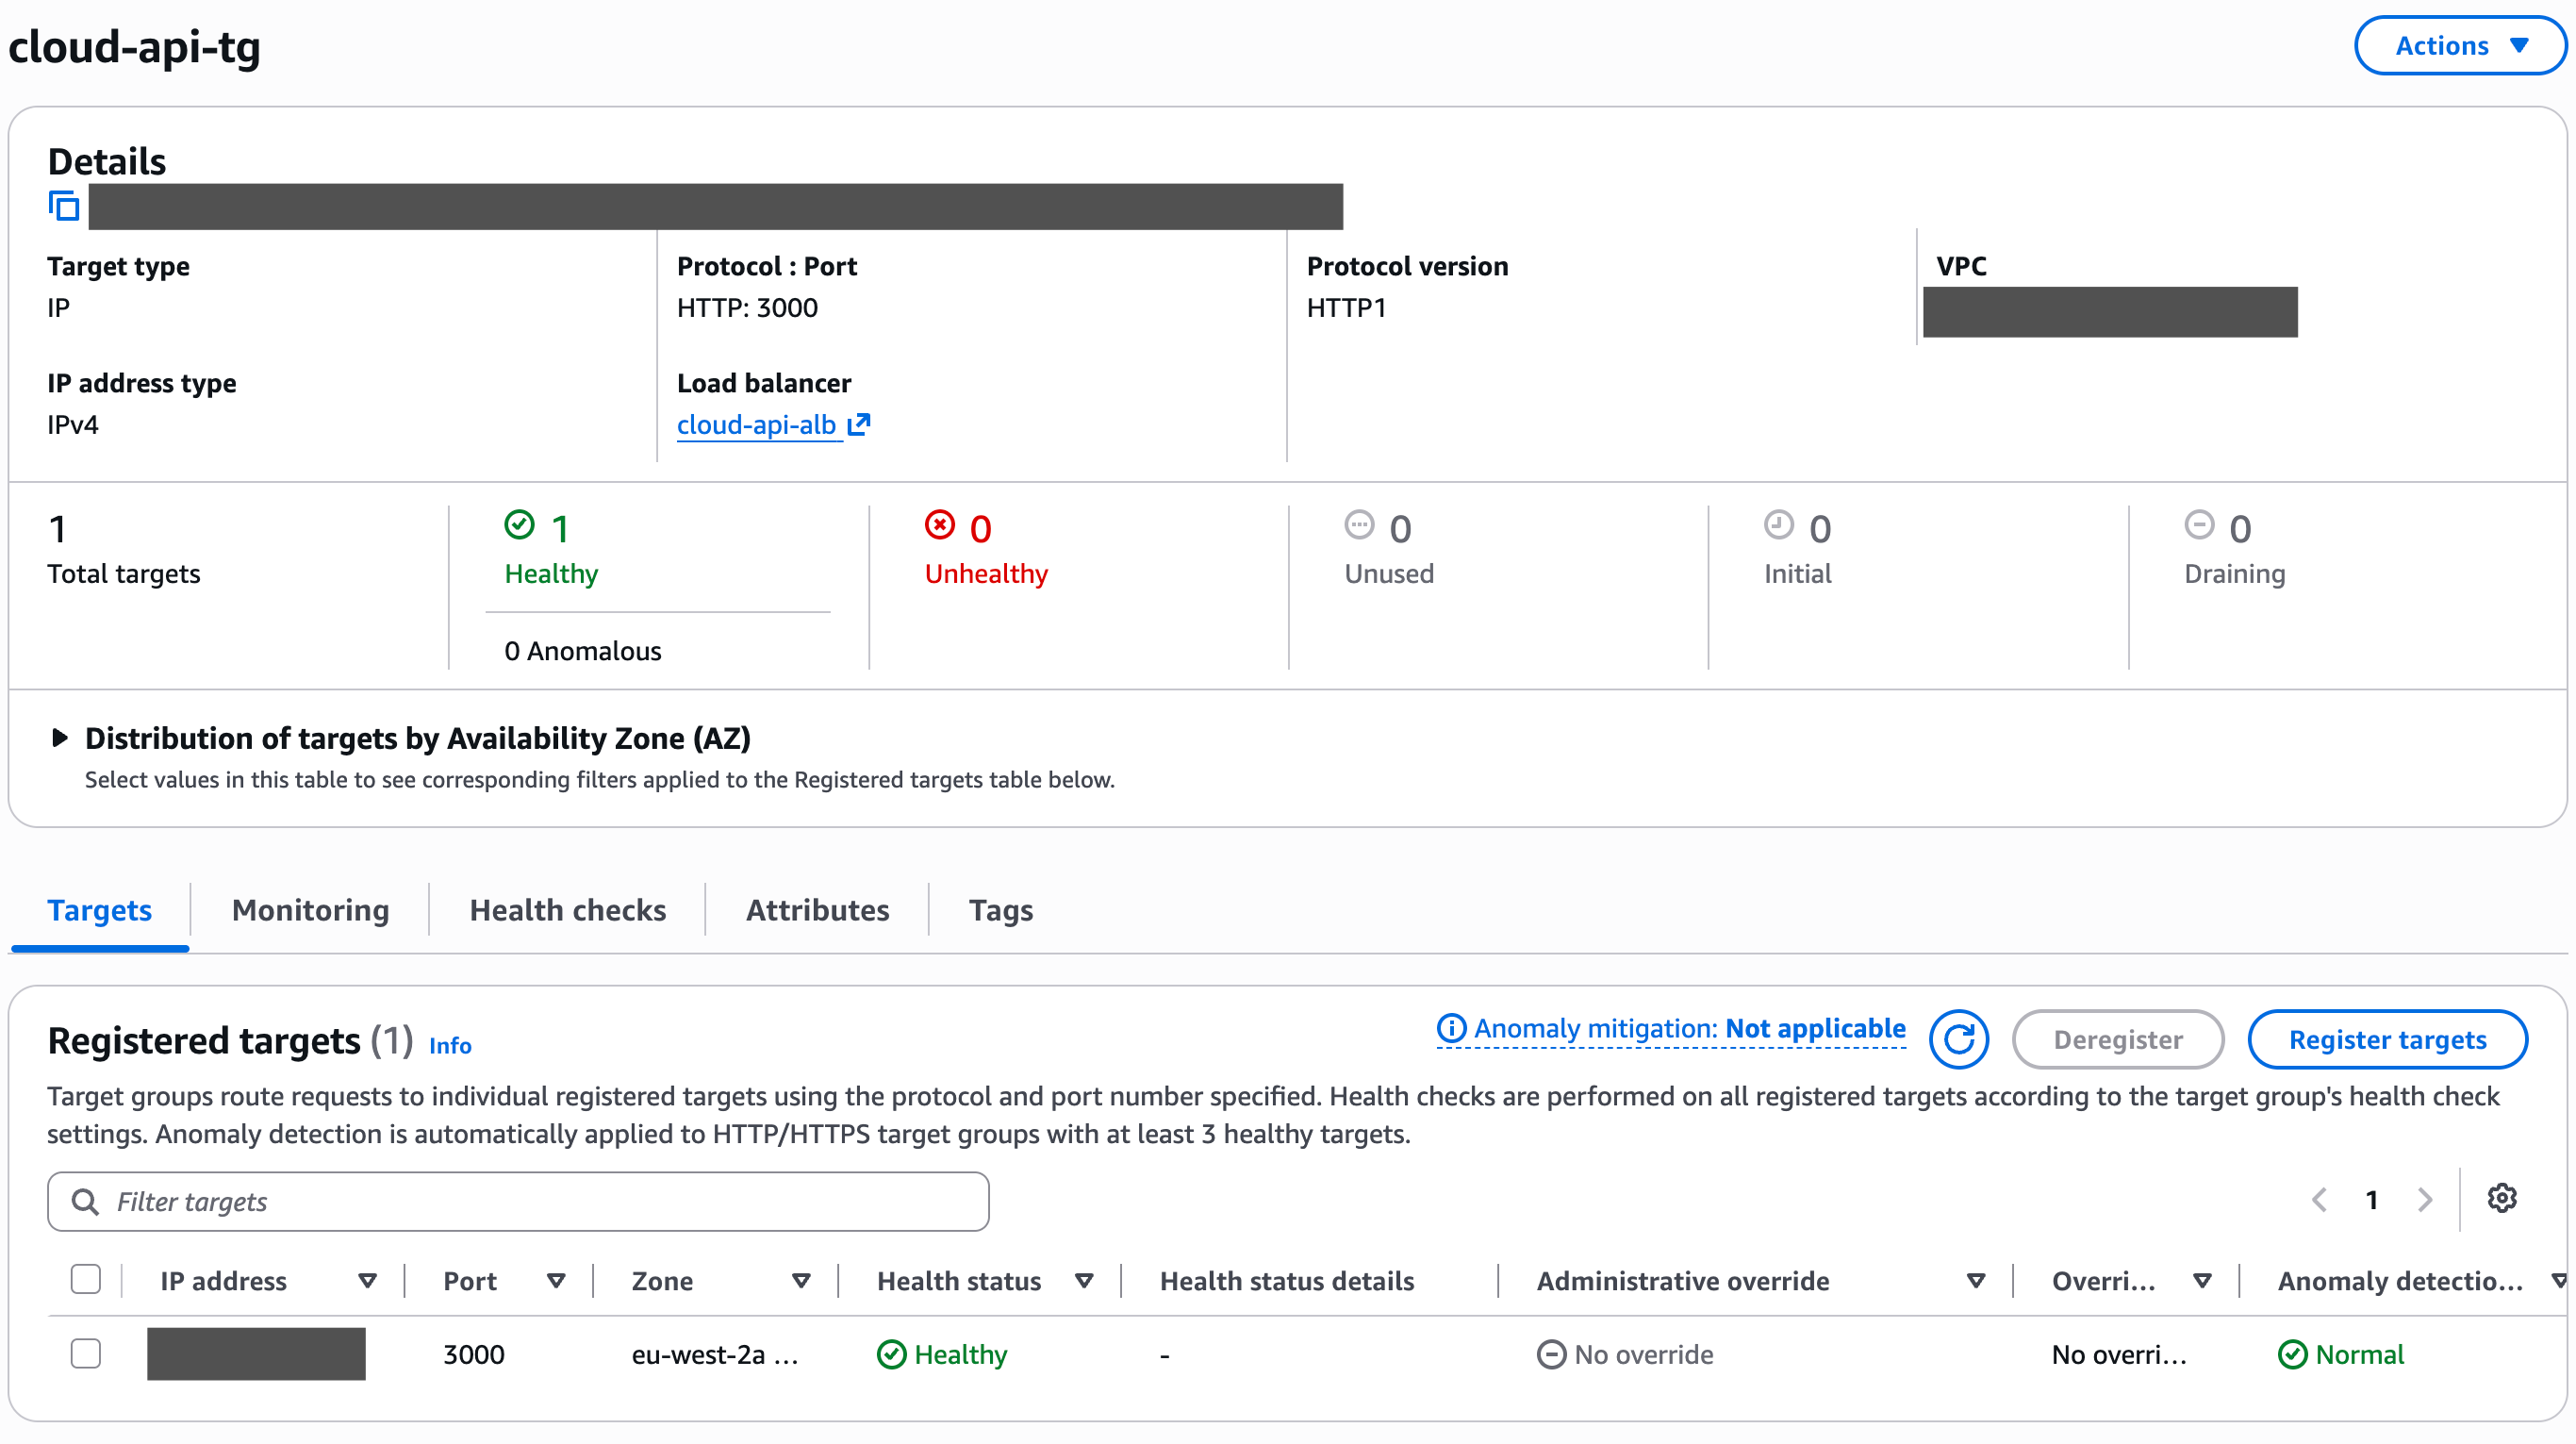 cloud-api-tg
Actions
Details
Target type
IP
Protocol : Port
HTTP: 3000
Protocol version
HTTP1
VPC
IP address type
IPv4
Load balancer
cloud-api-alb
1
Total targets
1
Healthy
0 Anomalous
0
Unhealthy
0
Unused
0
Initial
0
Draining
Distribution of targets by Availability Zone (AZ)
Select values in this table to see corresponding filters applied to the Registered targets table below.
Targets
Monitoring
Health checks
Attributes
Tags
Registered targets (1) Info
Anomaly mitigation: Not applicable
Deregister
Register targets
Target groups route requests to individual registered targets using the protocol and port number specified. Health checks are performed on all registered targets according to the target group's health check
settings. Anomaly detection is automatically applied to HTTP/HTTPS target groups with at least 3 healthy targets.
Filter targets
1
IP address Port Zone Health status Health status details Administrative override Overri... Anomaly detectio...
3000 eu-west-2a ... Healthy - No override No overri... Normal